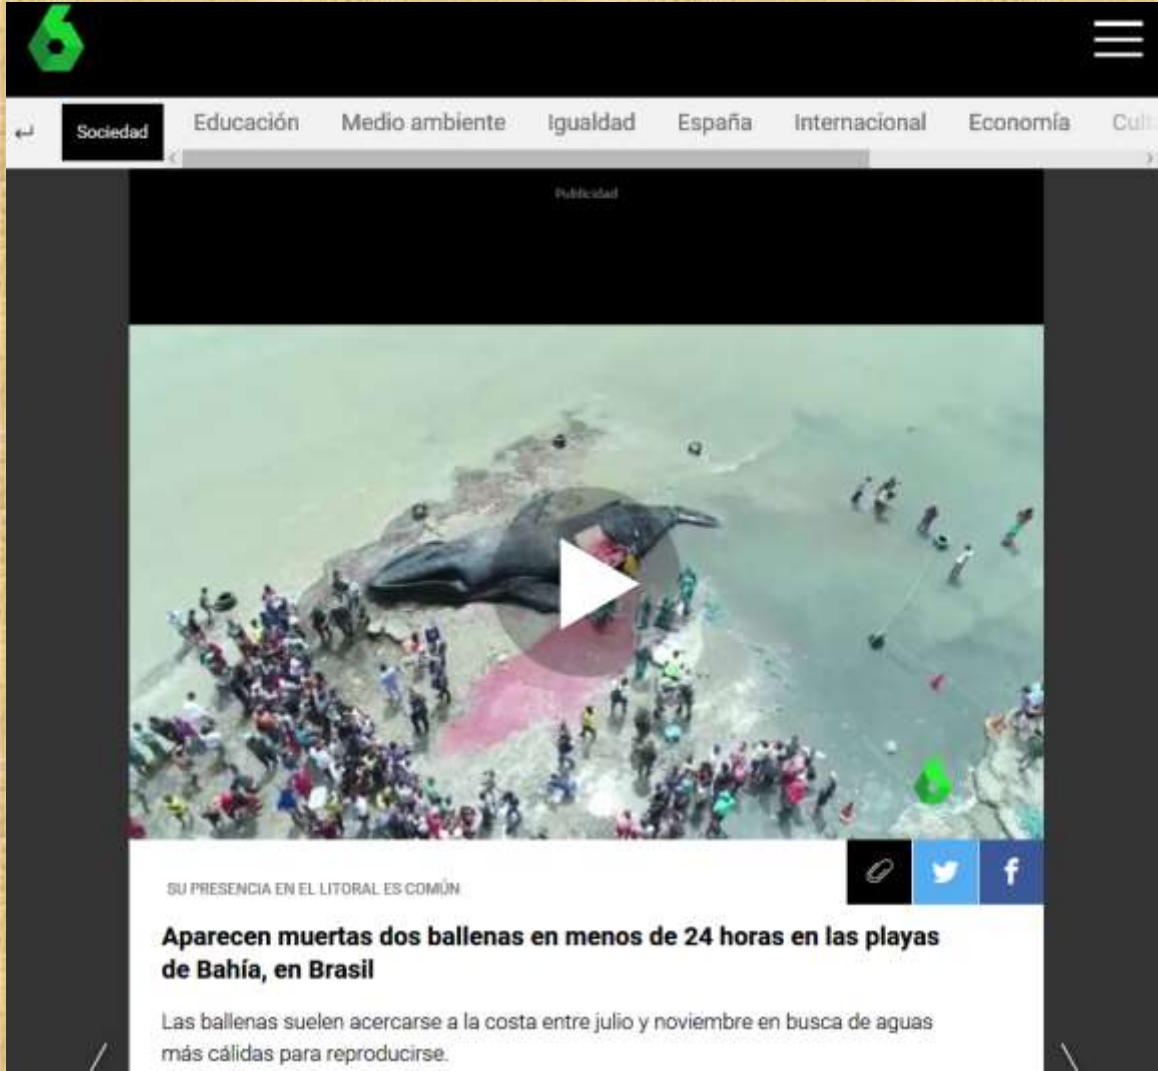 Sociedad Educación Medio ambiente Igualdad España Internacional Economía Cult
Publicidad
SU PRESENCIA EN EL LITORAL ES COMÚN
Aparecen muertas dos ballenas en menos de 24 horas en las playas
de Bahía, en Brasil
Las ballenas suelen acercarse a la costa entre julio y noviembre en busca de aguas
más cálidas para reproducirse.